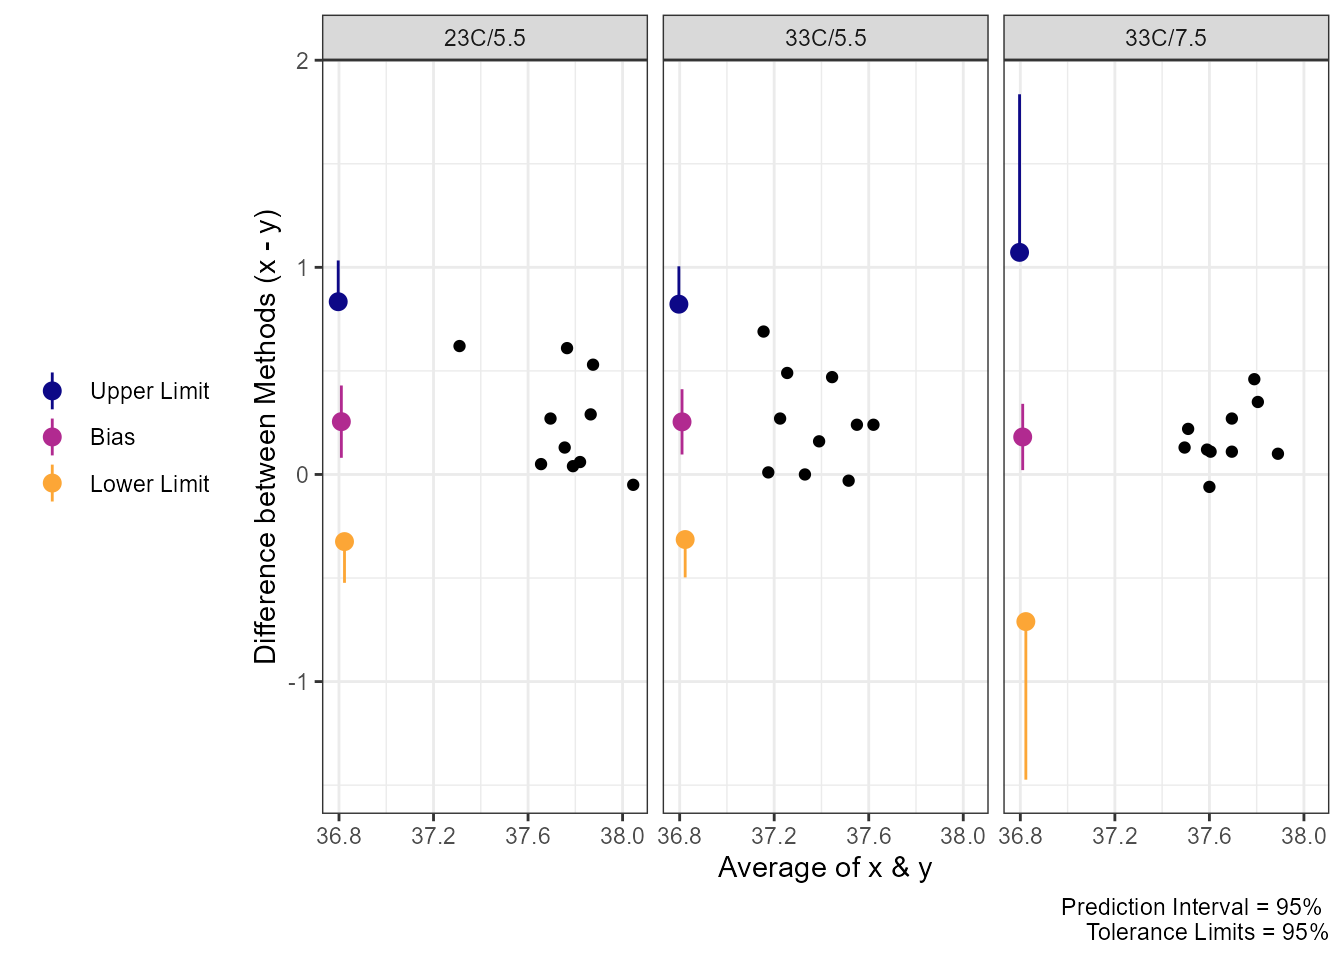 23C/5.5 33C/5.5 33C/7.5
2
1
0
-1
Difference between Methods (x - y)
Upper Limit
Bias
Lower Limit
36.8 37.2 37.6 38.0 36.8 37.2 37.6 38.0 36.8 37.2 37.6 38.0
Average of x & y
Prediction Interval = 95%
Tolerance Limits = 95%